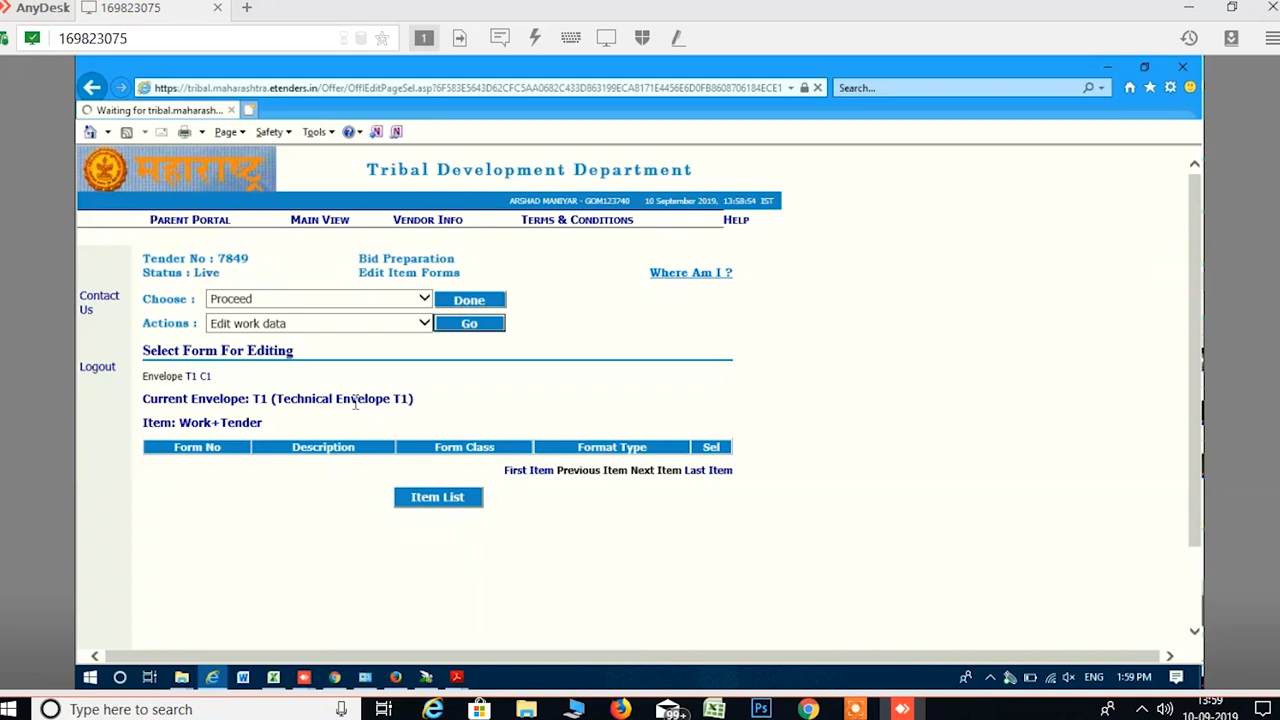 AnyDesk 169823075
169823075
1
https://tribal.maharashtra.etenders.in/Offer/OfflEditPageSel.asp?6F583E5643D62CFC5AA0682C433D863199ECA8171E4456E6D0FB8608706184ECE1 Search...
Waiting for tribal.maharash...
Page Safety Tools
महाराष्ट्र Tribal Development Department
ARSHAD MANIYAR - GOM123740 10 September 2019, 13:58:54 IST
PARENT PORTAL MAIN VIEW VENDOR INFO TERMS & CONDITIONS HELP
Tender No : 7849 Bid Preparation
Status : Live Edit Item Forms Where Am I ?
Contact
Us
Choose : Proceed Done
Actions : Edit work data Go
Select Form For Editing
Logout
Envelope T1 C1
Current Envelope: T1 (Technical Envelope T1)
Item: Work+Tender
Form No Description Form Class Format Type Sel
First Item Previous Item Next Item Last Item
Item List
ENG 1:59 PM
Type here to search 99+ 13:59
10-09-2019